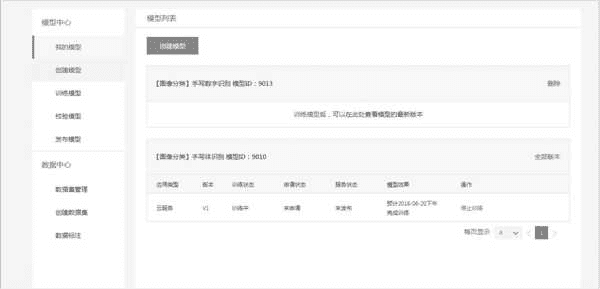 模型中心
我的模型
创建模型
训练模型
校验模型
发布模型
数据中心
数据集管理
创建数据集
数据标注
模型列表
创建模型
【图像分类】手写数字识别 模型ID：9013
删除
训练模型后，可以在此处查看模型的最新版本
【图像分类】手写体识别 模型ID：9010
全部版本
应用类型 版本 训练状态 申请状态 服务状态 模型效果 操作
云服务 V1 训练中 未申请 未发布 预计2018-08-20下午完成训练 停止训练
每页显示 4 1